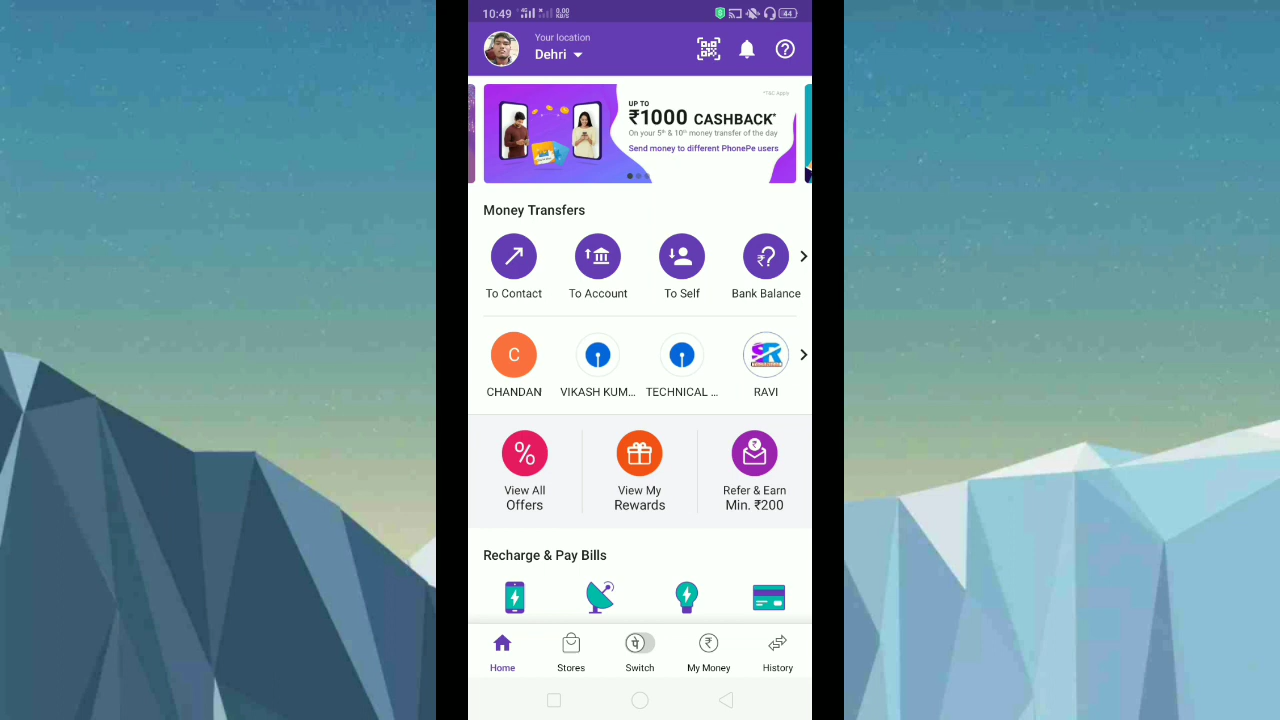 10:49
44
Your location
Dehri
*T&C Apply
UP TO
₹1000 CASHBACK*
On your 5th & 10th money transfer of the day
Send money to different PhonePe users
Money Transfers
To Contact To Account To Self Bank Balance
C
CHANDAN VIKASH KUM... TECHNICAL ... RAVI
View All Offers
View My Rewards
Refer & Earn Min. ₹200
Recharge & Pay Bills
Home Stores Switch My Money History